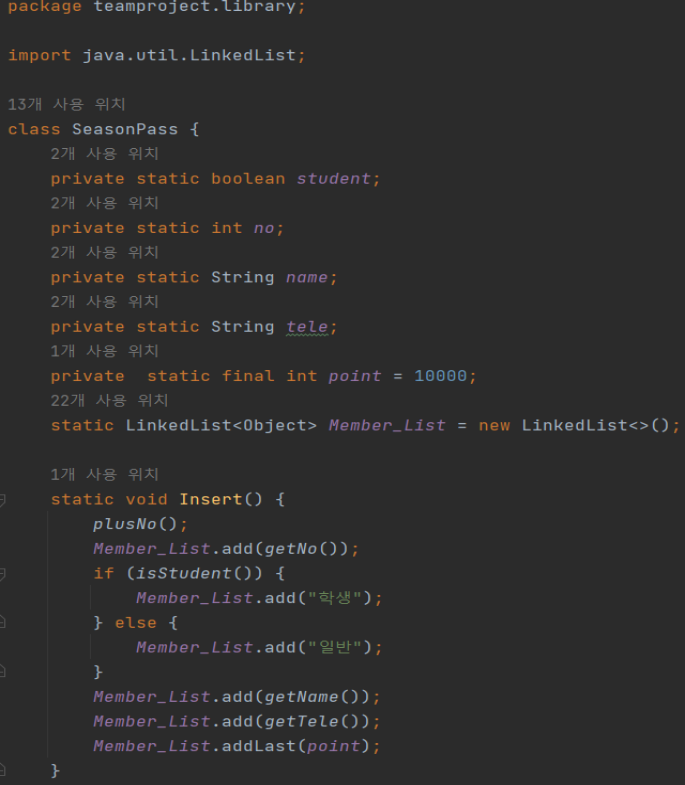 package teamproject.library;
import java.util.LinkedList;
13개 사용 위치
class SeasonPass {
2개 사용 위치
private static boolean student;
2개 사용 위치
private static int no;
2개 사용 위치
private static String name;
2개 사용 위치
private static String tele;
1개 사용 위치
private  static final int point = 10000;
22개 사용 위치
static LinkedList<Object> Member_List = new LinkedList<>();
1개 사용 위치
static void Insert() {
plusNo();
Member_List.add(getNo());
if (isStudent()) {
Member_List.add("학생");
} else {
Member_List.add("일반");
}
Member_List.add(getName());
Member_List.add(getTele());
Member_List.addLast(point);
}